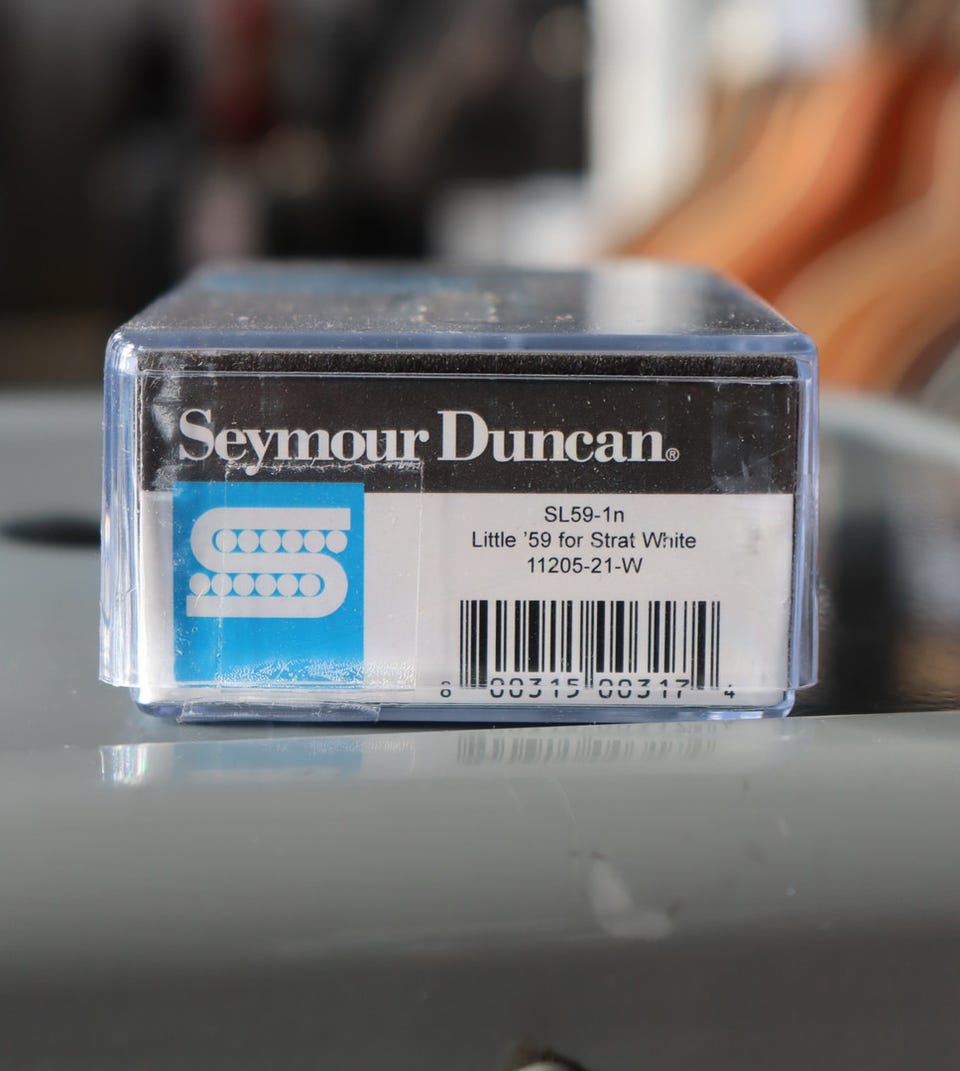 Seymour Duncan®
SL59-1n
Little '59 for Strat White
11205-21-W
8 00315 00317 4